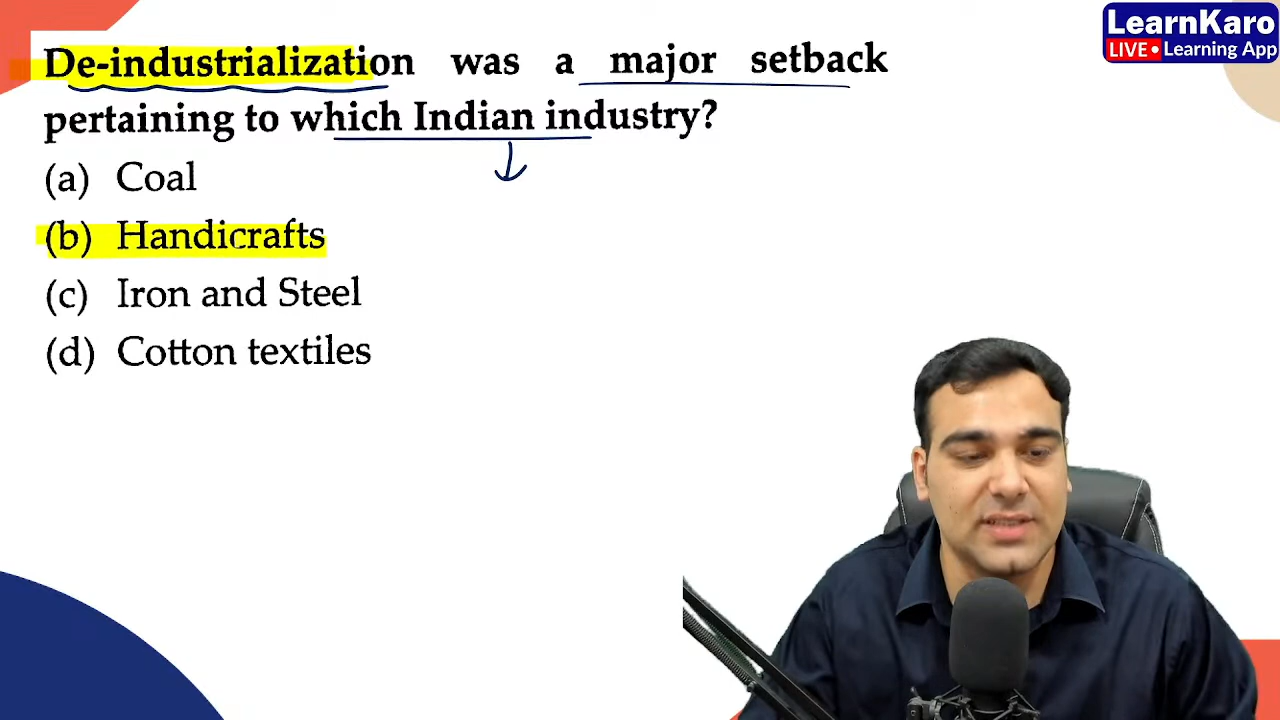 LearnKaro
LIVE • Learning App
De-industrialization was a major setback
pertaining to which Indian industry?
(a) Coal
(b) Handicrafts
(c) Iron and Steel
(d) Cotton textiles